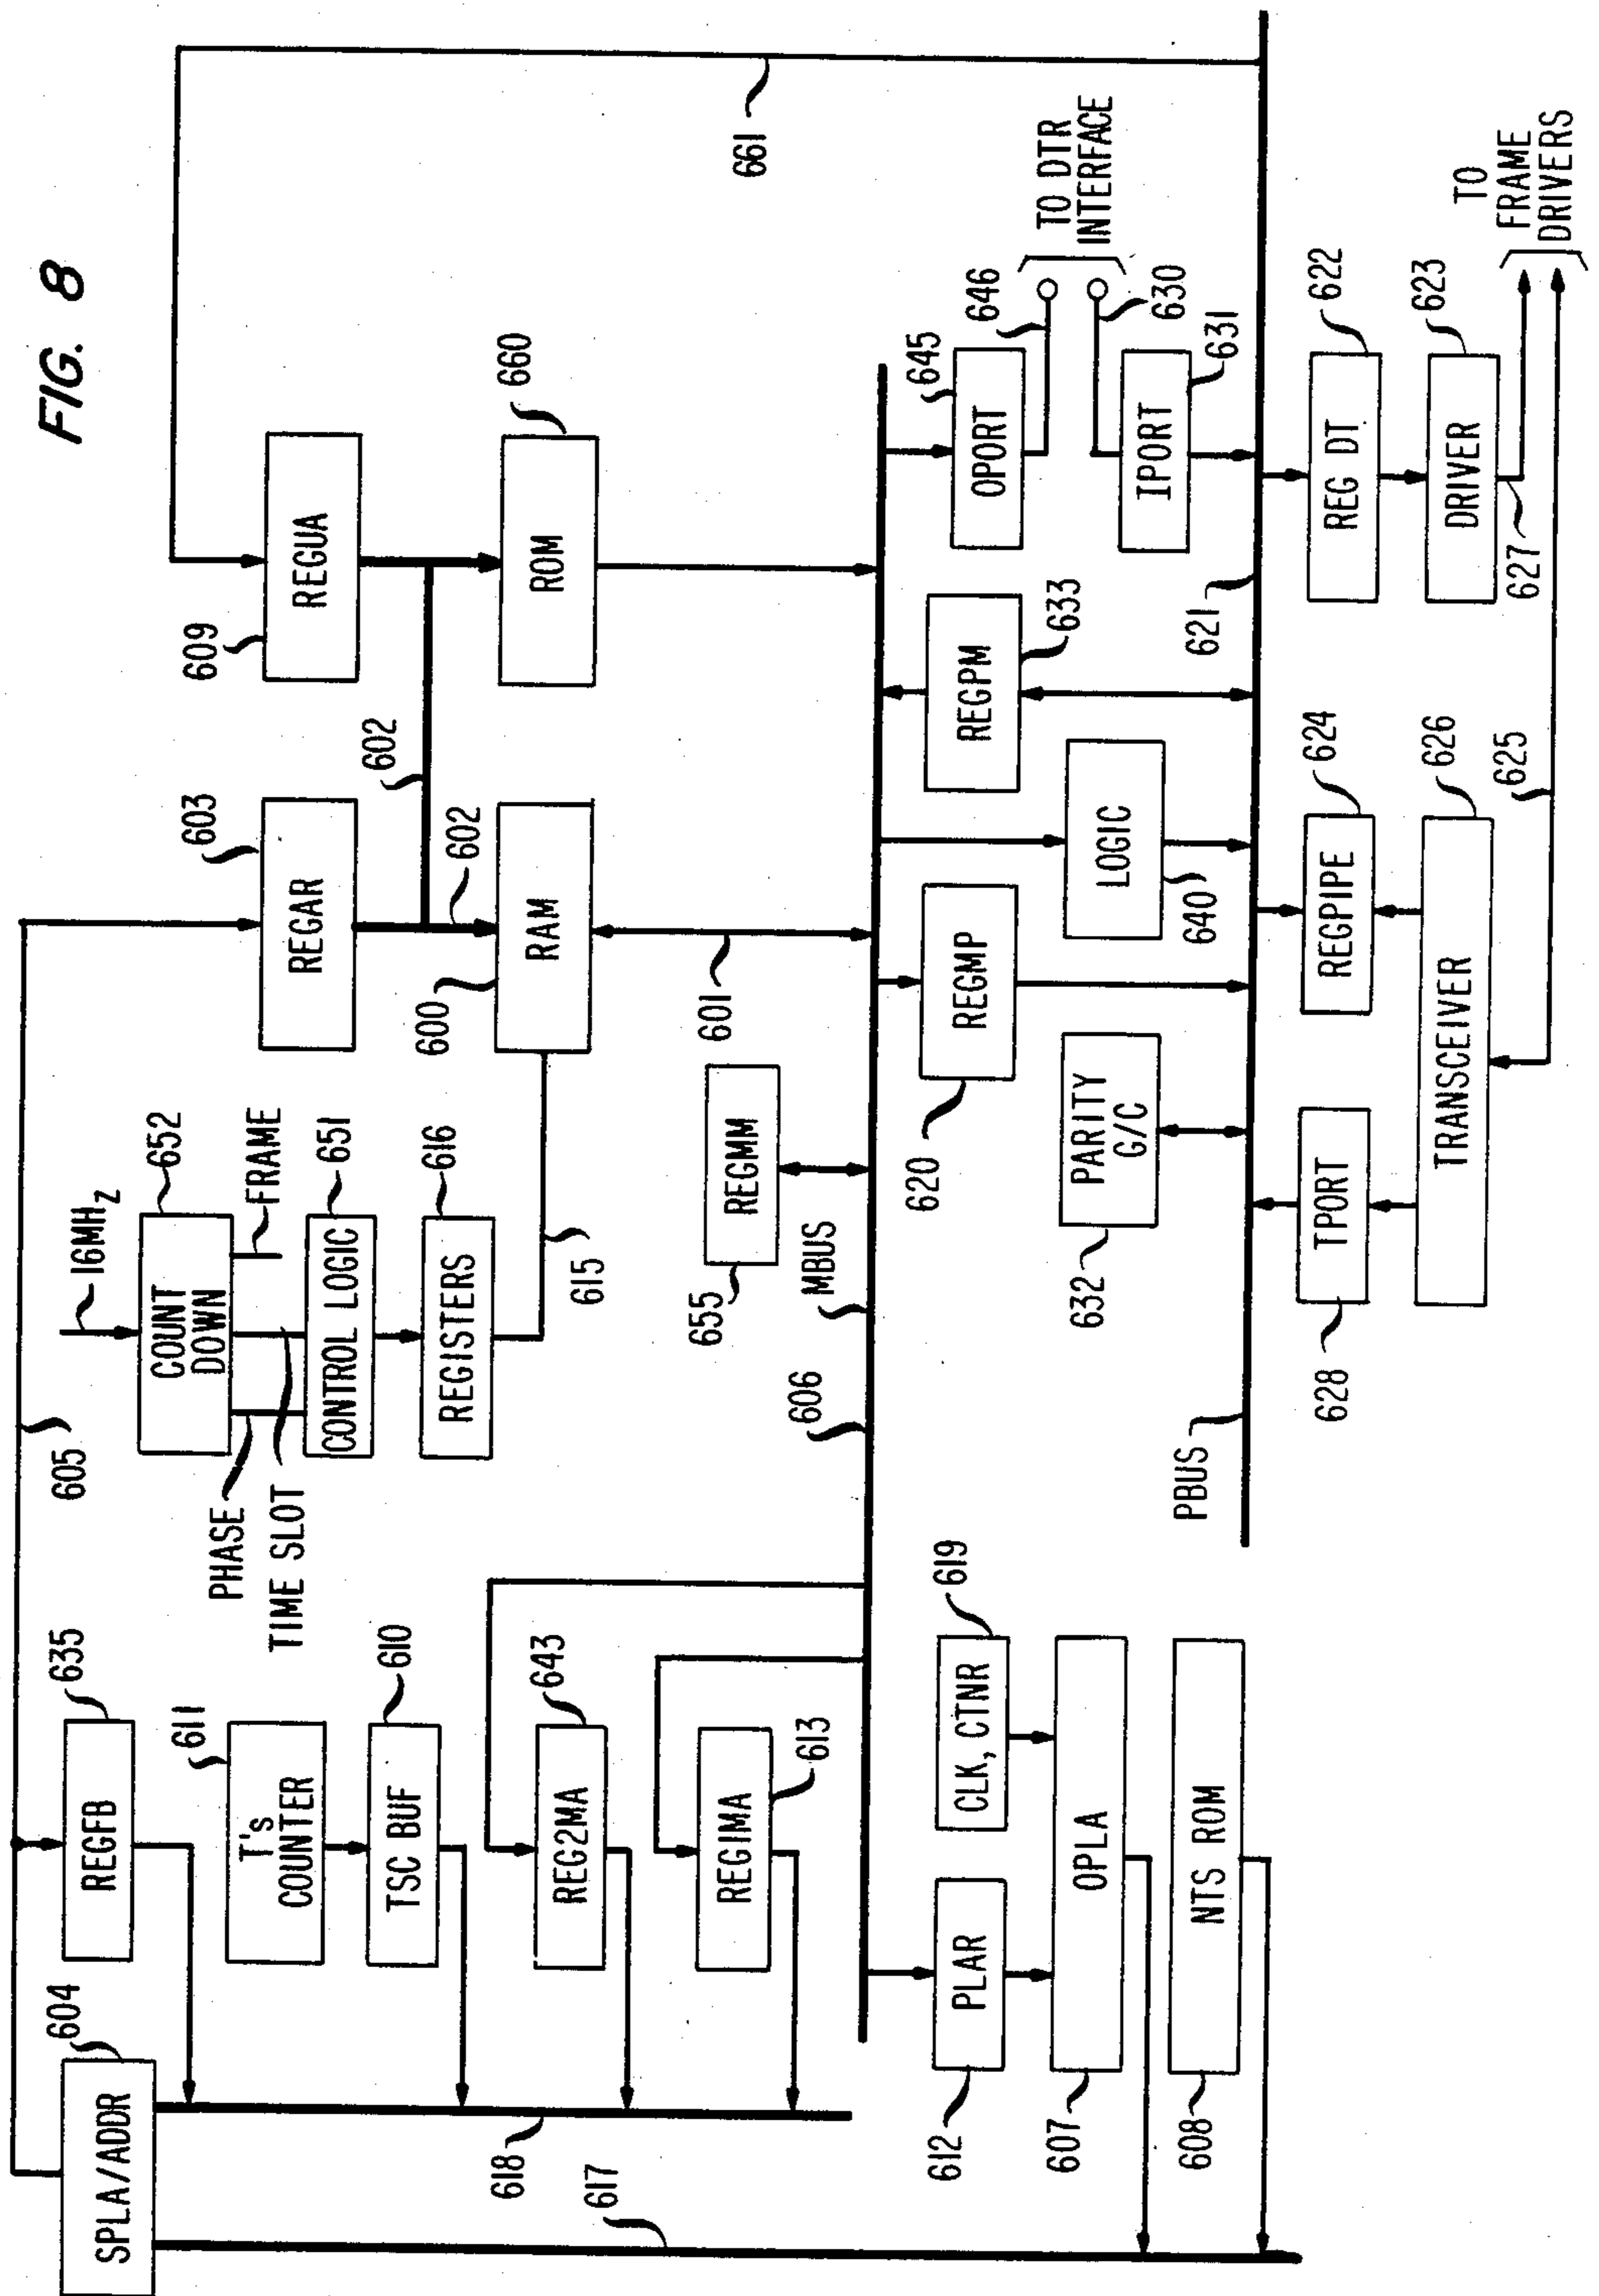 FIG. 8
SPLA/ADDR
604
605
635
REGFB
611
T's
COUNTER
610
TSC BUF
643
REG2MA
613
REG1MA
618
617
16MHz
652
COUNT
DOWN
FRAME
PHASE
TIME SLOT
651
CONTROL LOGIC
616
REGISTERS
615
603
REGAR
602
602
600
RAM
601
609
REGUA
660
ROM
661
655
REGMM
MBUS
606
612
PLAR
619
CLK, CTNR
607
OPLA
608
NTS ROM
620
REGMP
632
PARITY
G/C
640
LOGIC
633
REGPM
645
OPORT
646
TO DTR
INTERFACE
630
631
IPORT
621
PBUS
628
TPORT
624
REGPIPE
626
TRANSCEIVER
625
622
REG DT
623
DRIVER
627
TO
FRAME
DRIVERS